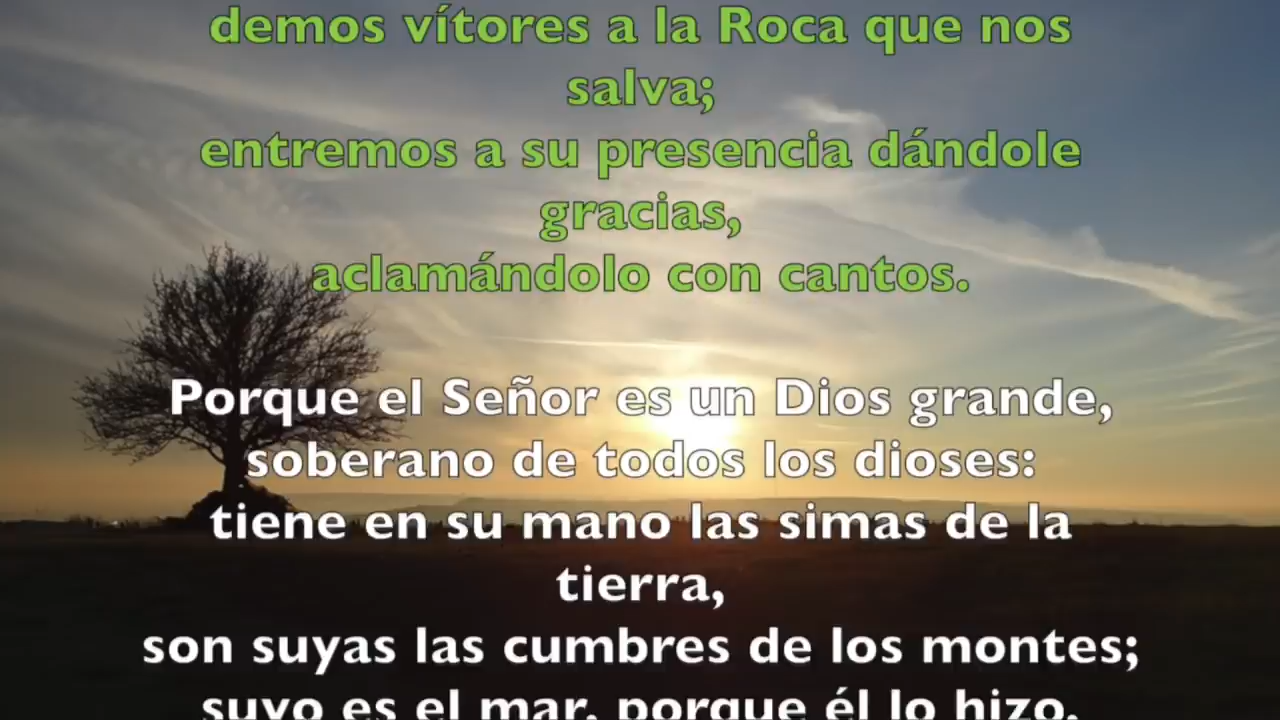 demos vítores a la Roca que nos
salva;
entremos a su presencia dándole
gracias,
aclamándolo con cantos.
Porque el Señor es un Dios grande,
soberano de todos los dioses:
tiene en su mano las simas de la
tierra,
son suyas las cumbres de los montes;
suyo es el mar, porque él lo hizo,